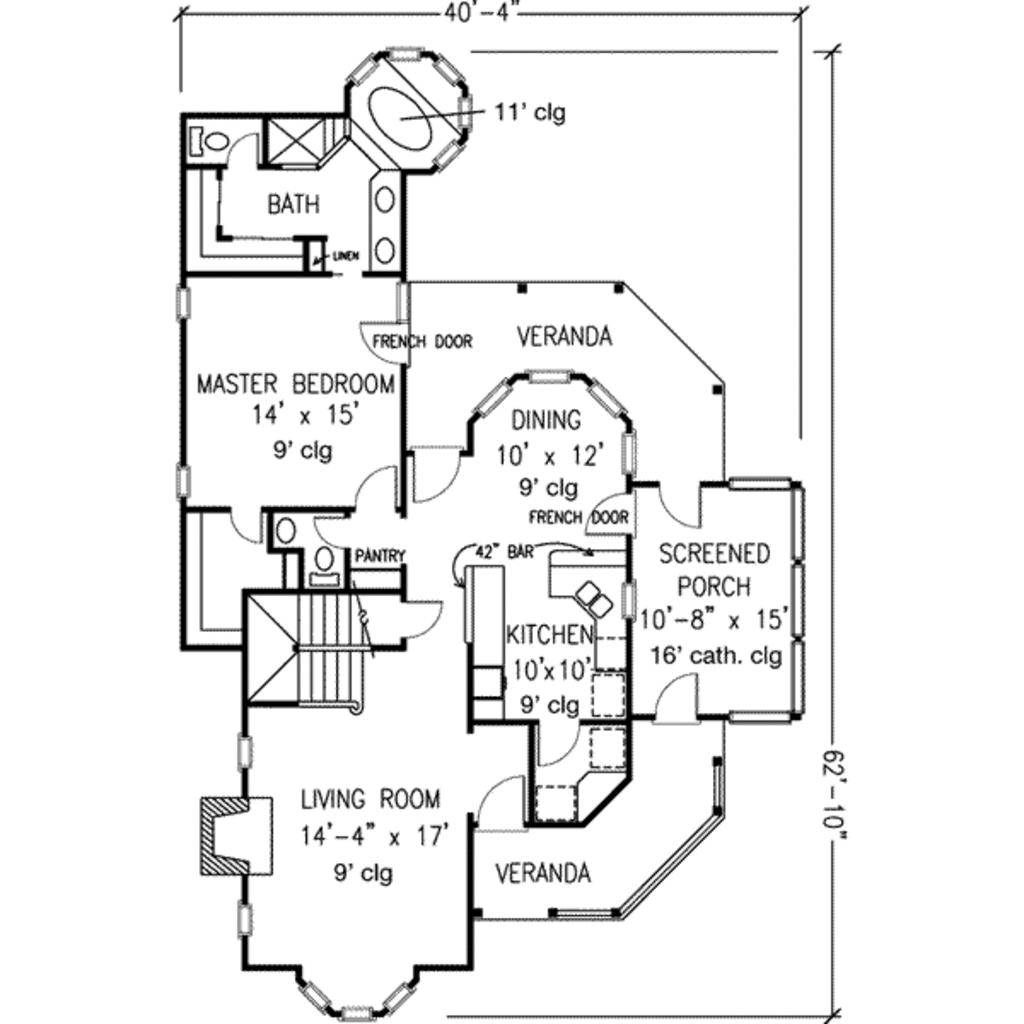 40'-4"
11' clg
BATH
LINEN
FRENCH DOOR
VERANDA
MASTER BEDROOM
14' x 15'
9' clg
DINING
10' x 12'
9' clg
FRENCH DOOR
PANTRY
42" BAR
SCREENED
PORCH
10'-8" x 15'
16' cath. clg
KITCHEN
10'x10'
9' clg
62'-10"
LIVING ROOM
14'-4" x 17'
9' clg
VERANDA